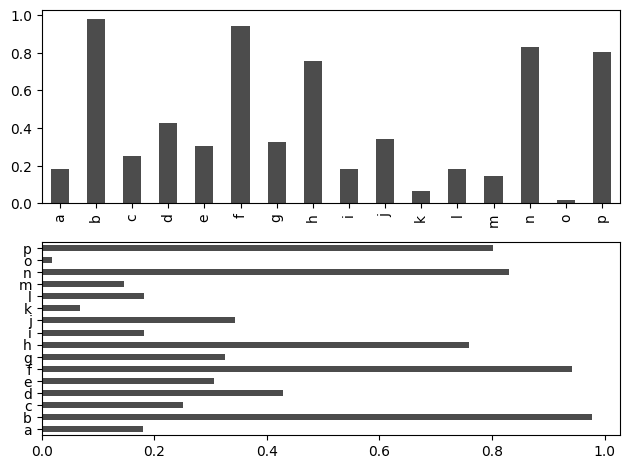 1.0
0.8
0.6
0.4
0.2
0.0
a b c d e f g h i j k l m n o p
p
o
n
m
l
k
j
i
h
g
f
e
d
c
b
a
0.0 0.2 0.4 0.6 0.8 1.0